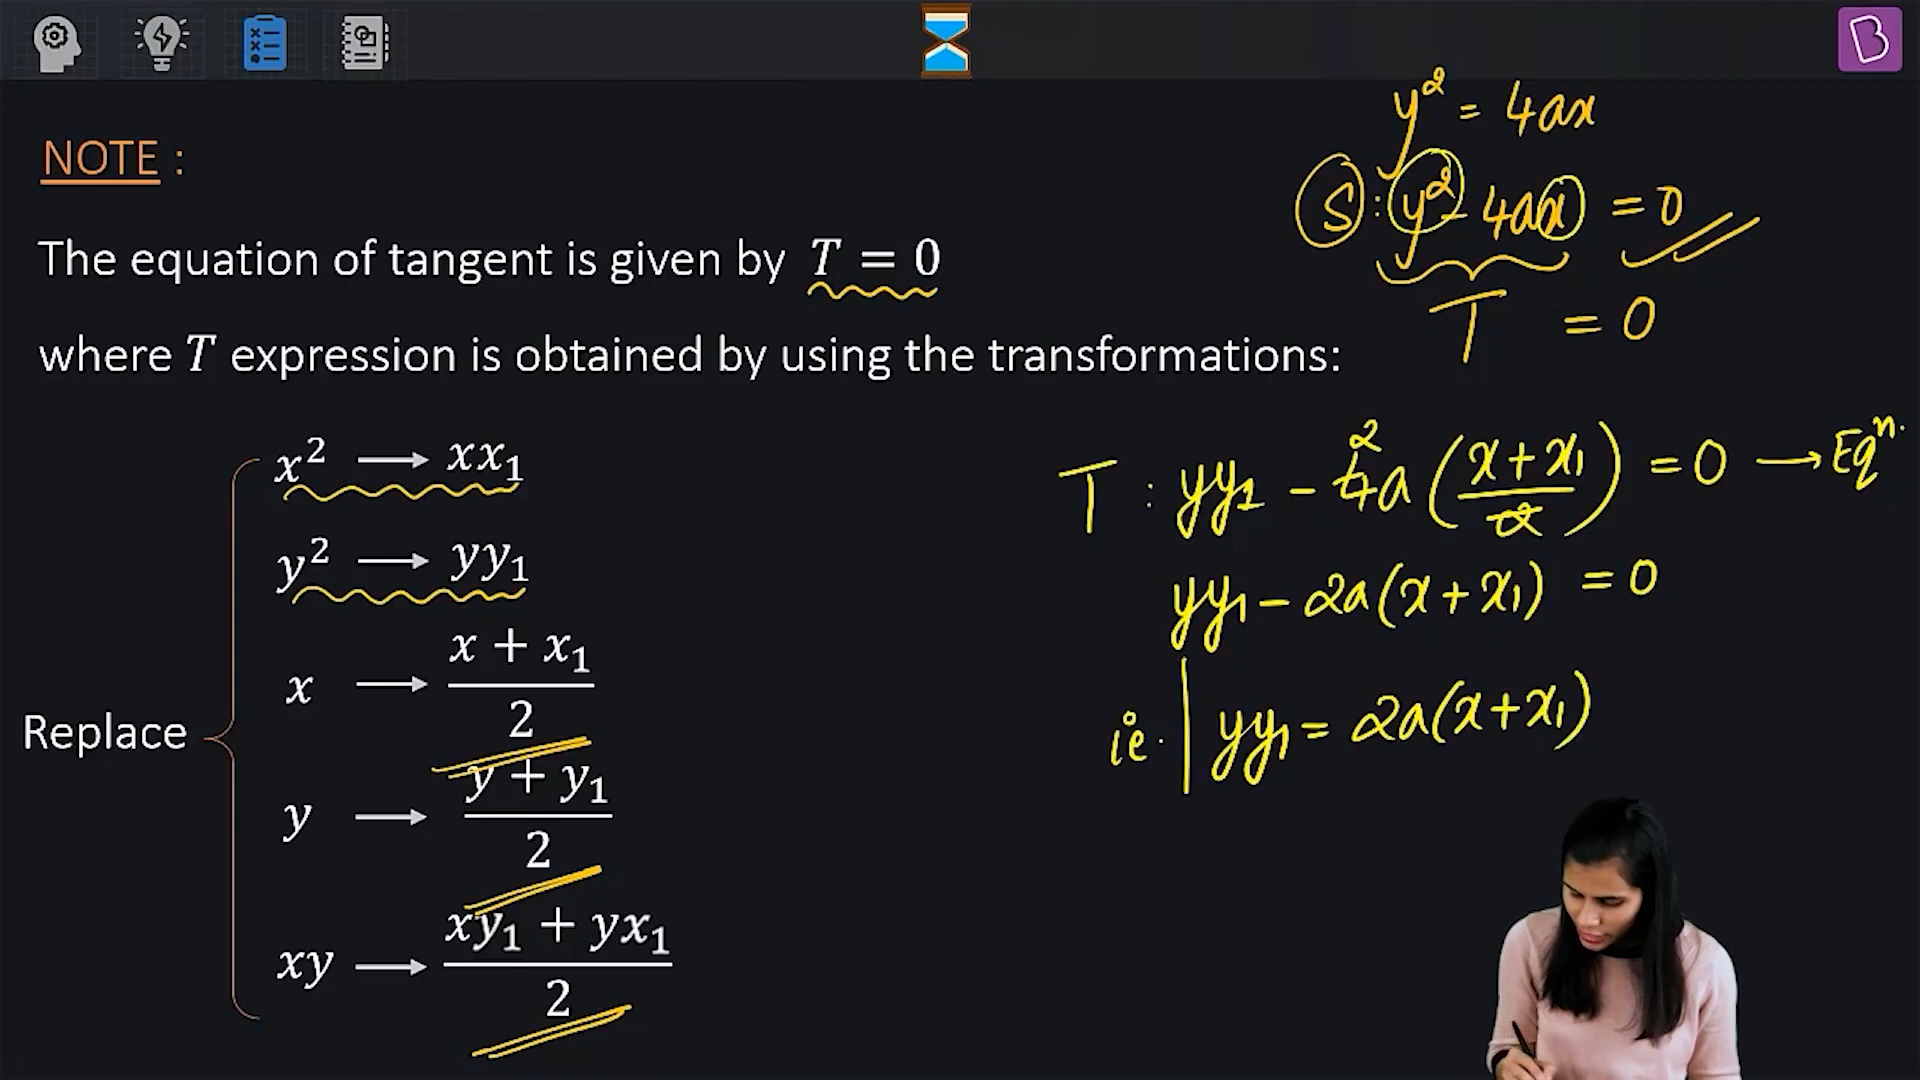 NOTE :
The equation of tangent is given by T = 0
where T expression is obtained by using the transformations:
Replace
x² ⟶ xx₁
y² ⟶ yy₁
x ⟶ (x + x₁)/2
y ⟶ (y + y₁)/2
xy ⟶ (xy₁ + yx₁)/2
y² = 4ax
S : y² - 4ax = 0
T = 0
T : yy₁ - 4a (x + x₁ / 2) = 0 ⟶ Eqⁿ.
2
yy₁ - 2a(x + x₁) = 0
ie. yy₁ = 2a(x + x₁)
B